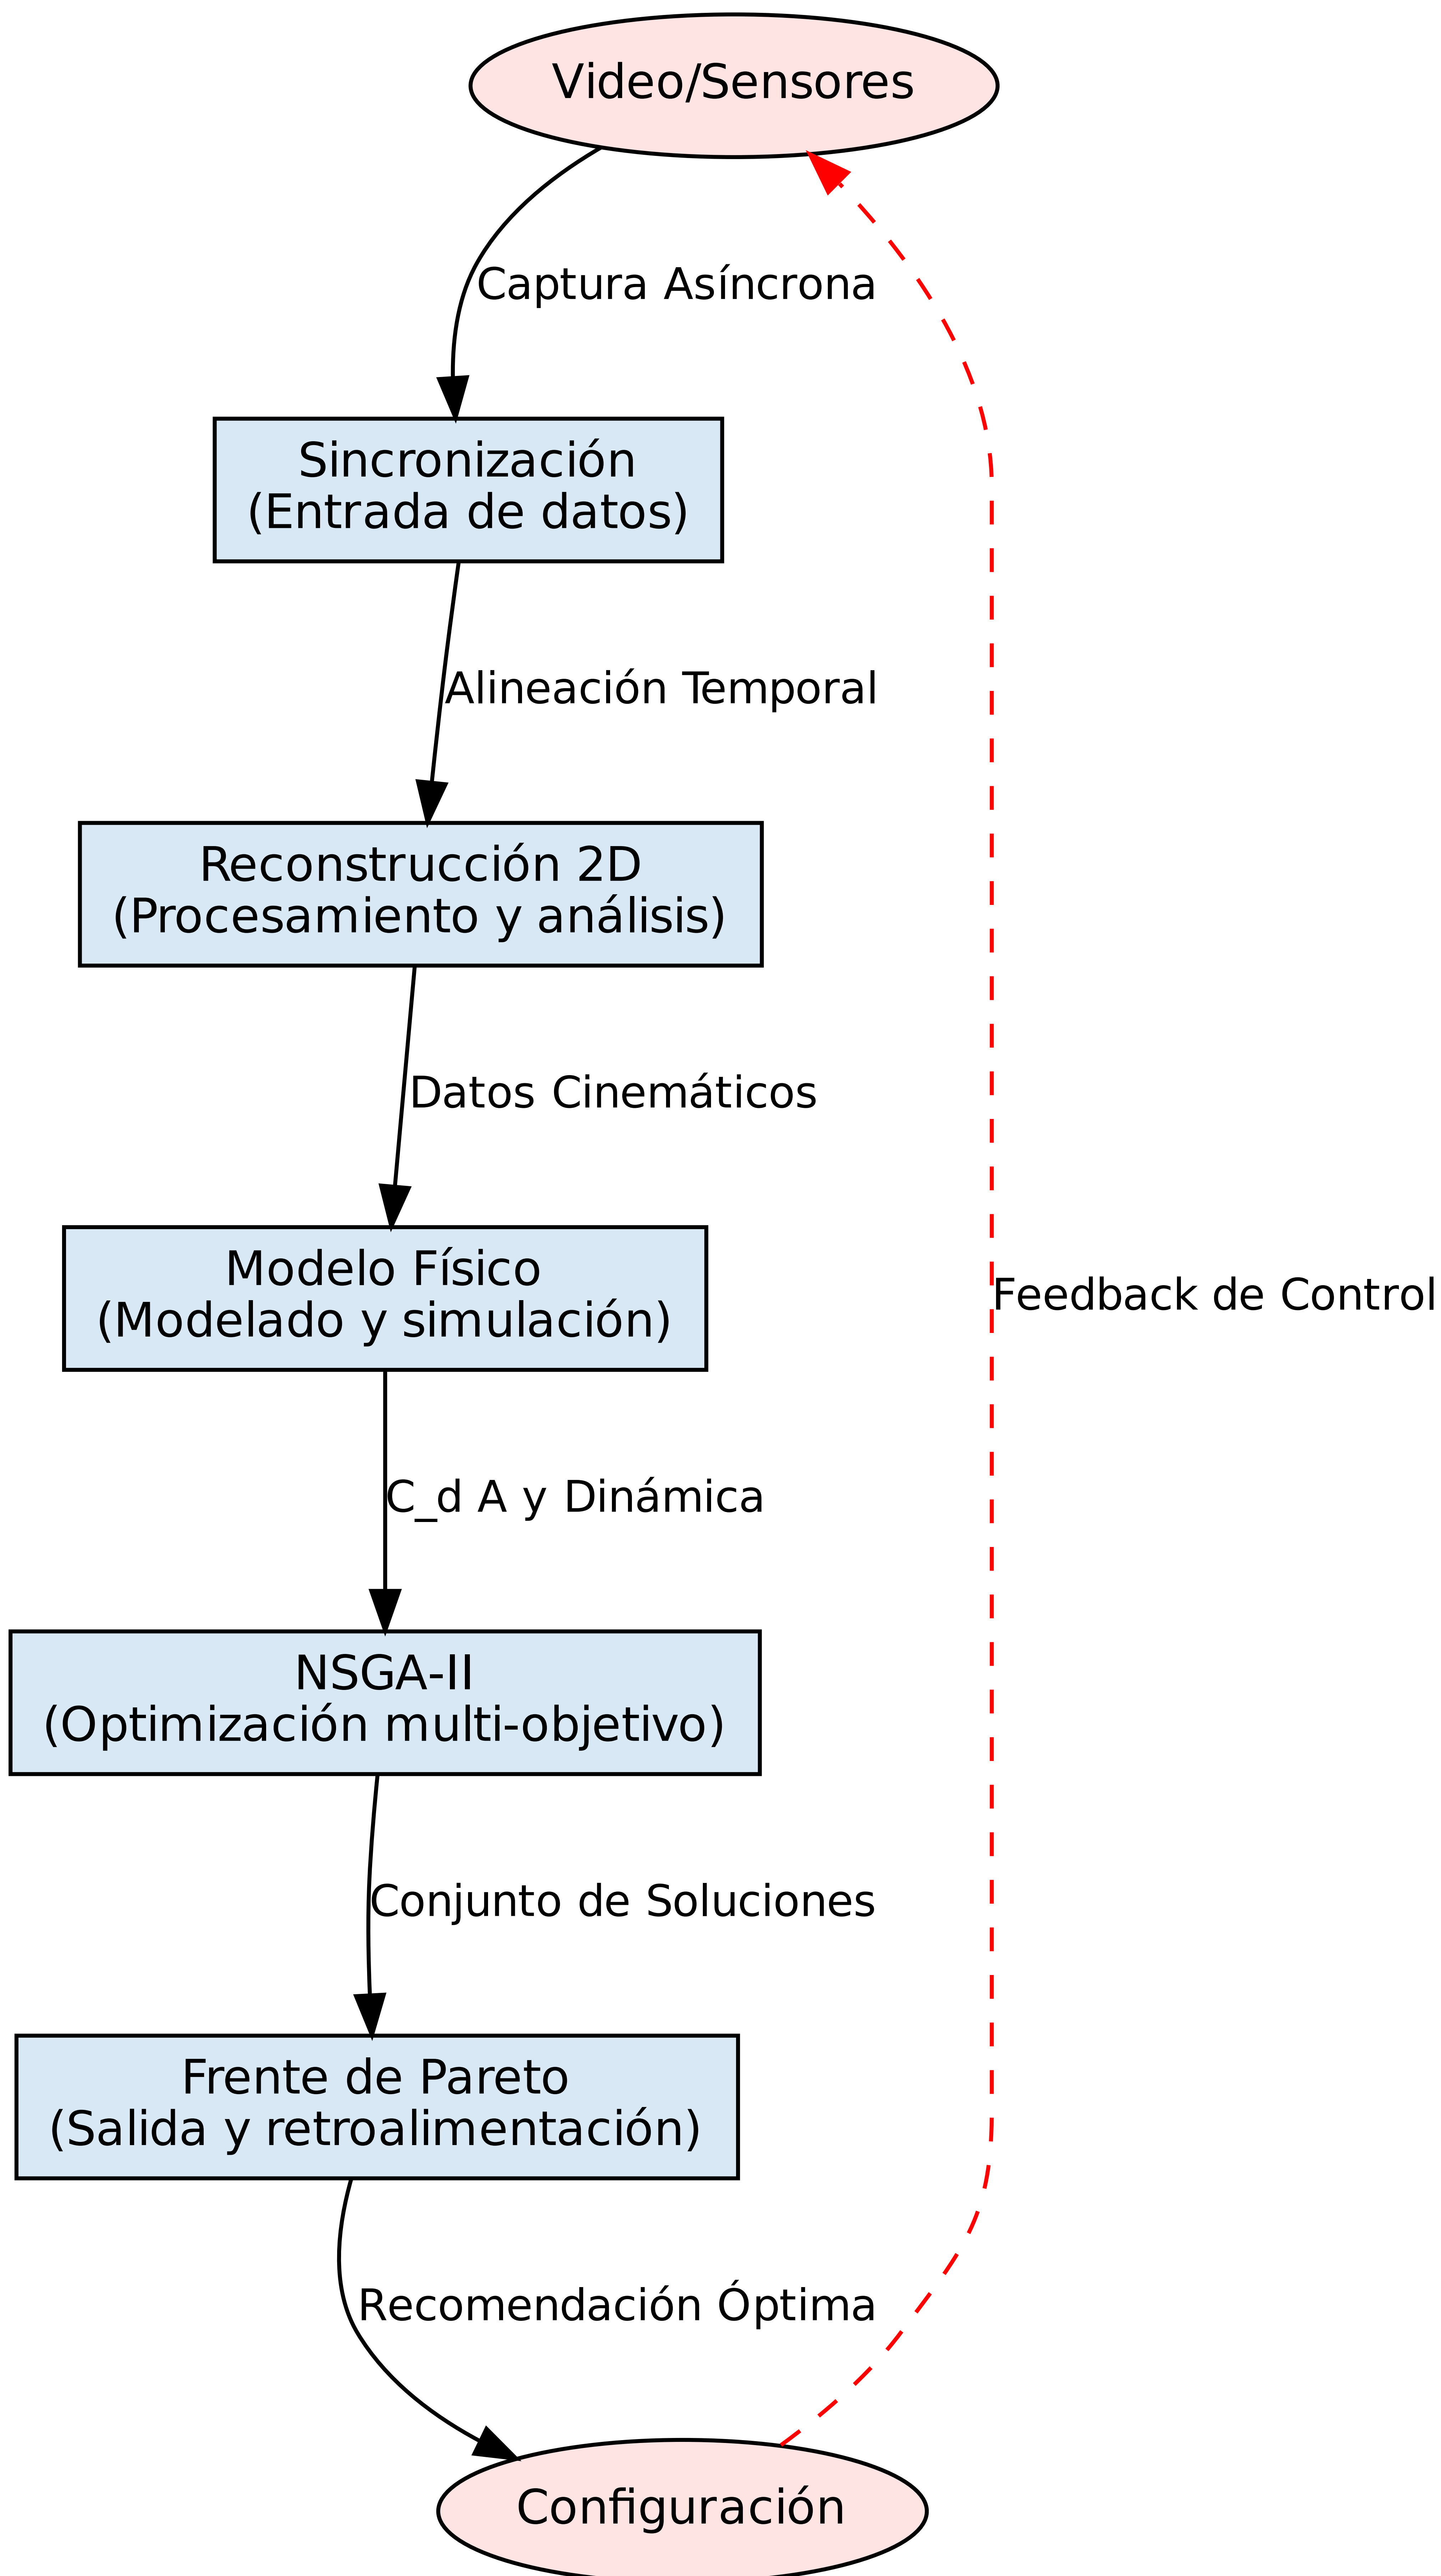 Video/Sensores
Captura Asíncrona
Sincronización
(Entrada de datos)
Alineación Temporal
Reconstrucción 2D
(Procesamiento y análisis)
Datos Cinemáticos
Modelo Físico
(Modelado y simulación)
Feedback de Control
C_d A y Dinámica
NSGA-II
(Optimización multi-objetivo)
Conjunto de Soluciones
Frente de Pareto
(Salida y retroalimentación)
Recomendación Óptima
Configuración